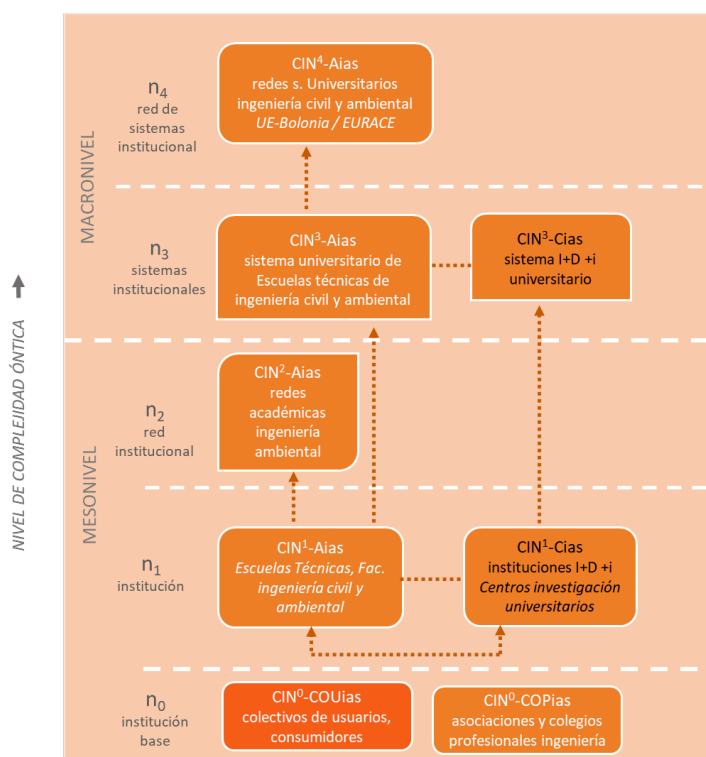 NIVEL DE COMPLEJIDAD ÓNTICA
MACRONIVEL
n4
red de
sistemas
institucional
CIN4-Aias
redes s. Universitarios
ingeniería civil y ambiental
UE-Bolonia / EURACE
n3
sistemas
institucionales
CIN3-Aias
sistema universitario de
Escuelas técnicas de
ingeniería civil y ambiental
CIN3-Cias
sistema I+D +i
universitario
MESONIVEL
n2
red
institucional
CIN2-Aias
redes
académicas
ingeniería
ambiental
n1
institución
CIN1-Aias
Escuelas Técnicas, Fac.
ingeniería civil y
ambiental
CIN1-Cias
instituciones I+D +i
Centros investigación
universitarios
n0
institución
base
CIN0-COUias
colectivos de usuarios,
consumidores
CIN0-COPias
asociaciones y colegios
profesionales ingeniería